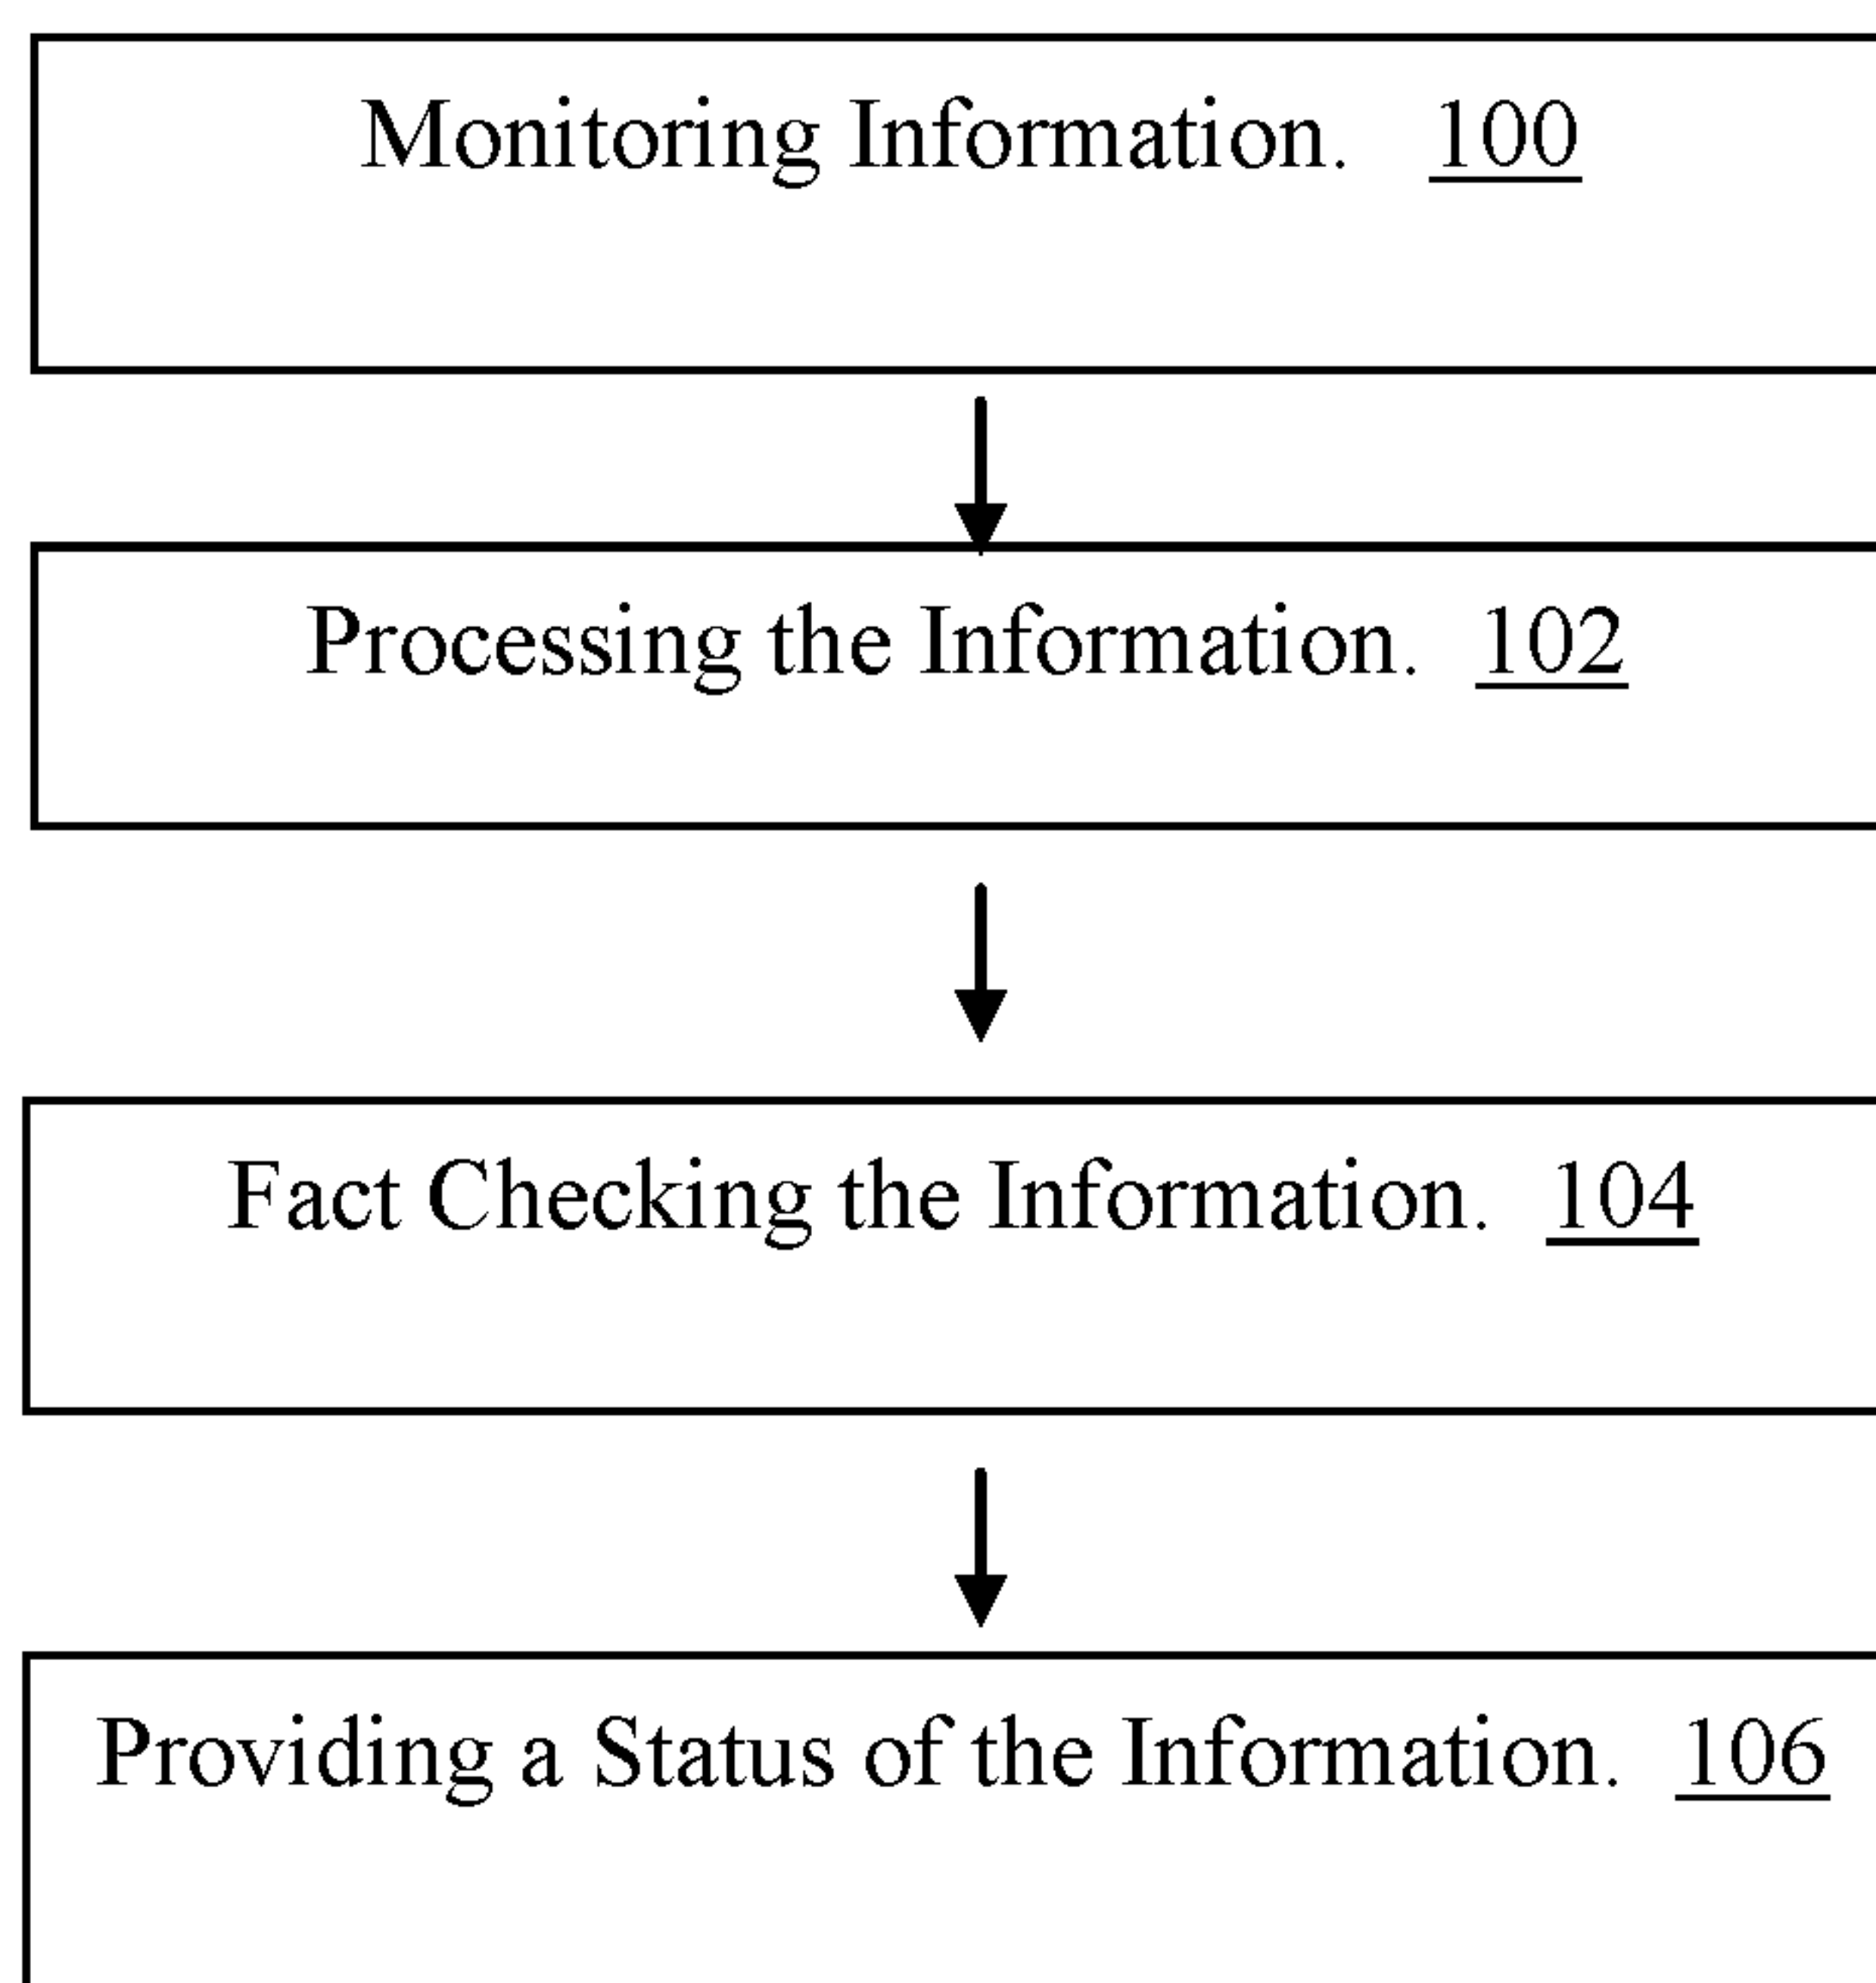 Monitoring Information. 100
Processing the Information. 102
Fact Checking the Information. 104
Providing a Status of the Information. 106